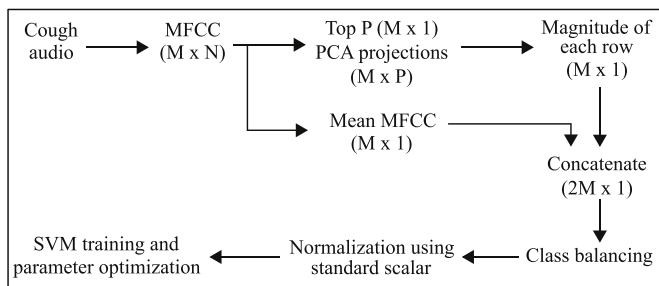 Cough
audio
MFCC
(M x N)
Top P (M x 1)
PCA projections
(M x P)
Magnitude of
each row
(M x 1)
Mean MFCC
(M x 1)
Concatenate
(2M x 1)
Class balancing
Normalization using
standard scalar
SVM training and
parameter optimization